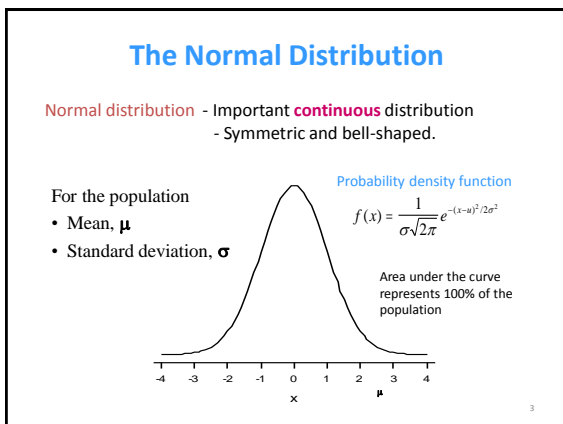 The Normal Distribution
Normal distribution - Important continuous distribution
- Symmetric and bell-shaped.
For the population
• Mean, μ
• Standard deviation, σ
Probability density function
f(x) = 1/(σ√2π) e^{-(x-u)²/2σ²}
Area under the curve
represents 100% of the
population
-4 -3 -2 -1 0 1 2 3 4
x μ
3